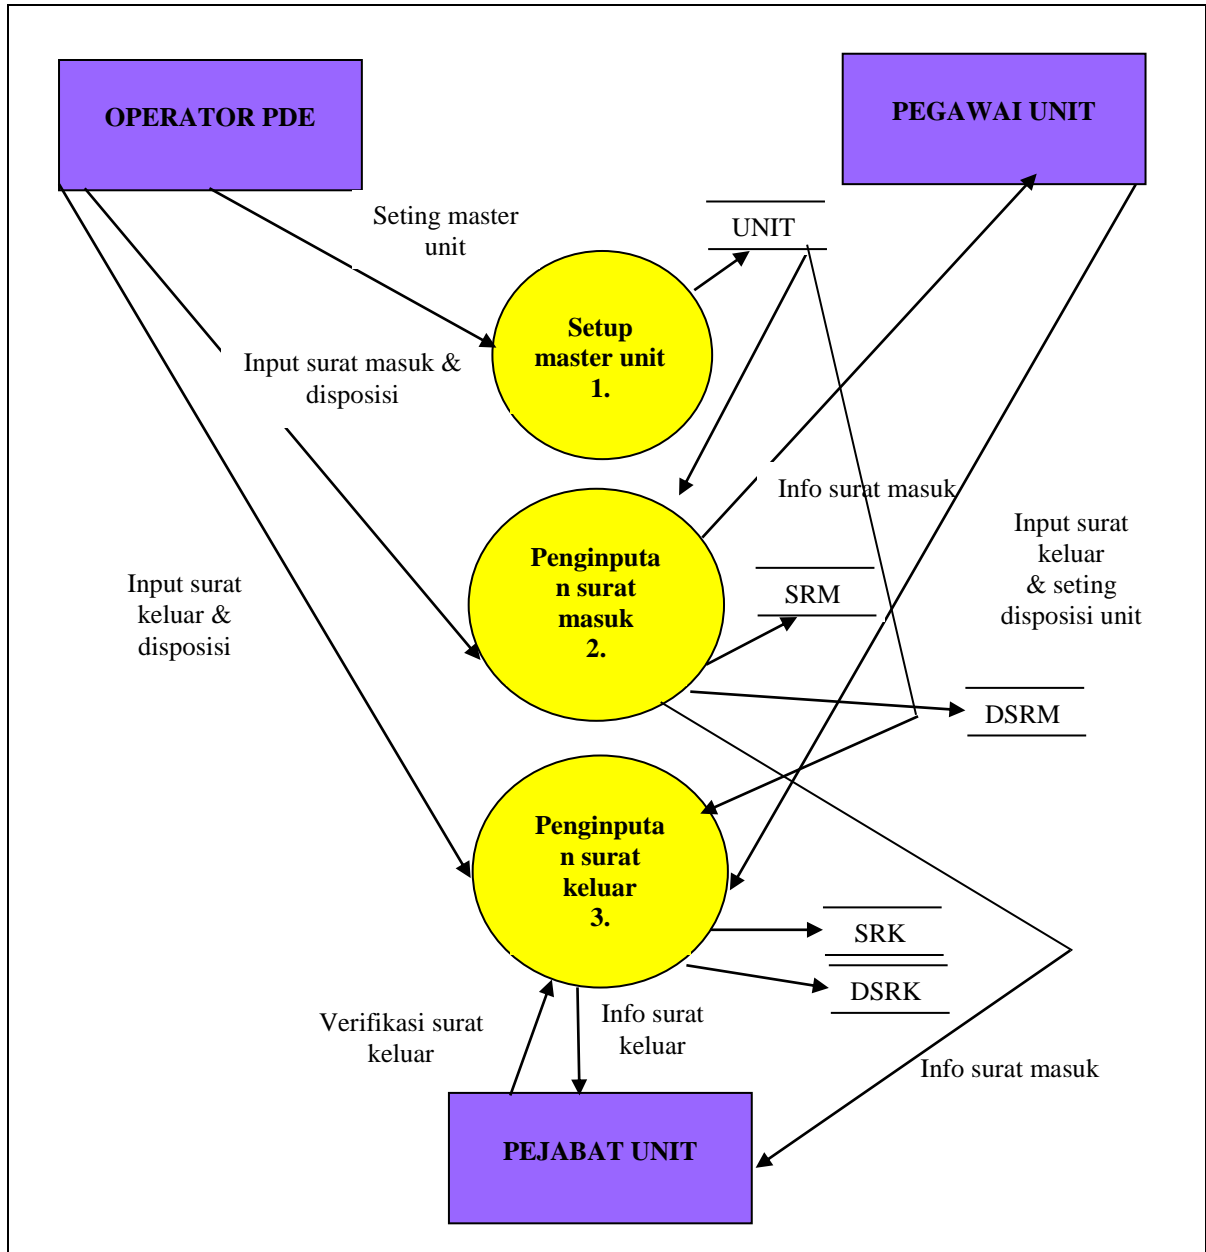 OPERATOR PDE
PEGAWAI UNIT
Seting master
unit
UNIT
Setup
master unit
1.
Input surat masuk &
disposisi
Info surat masuk
Penginputa
n surat
masuk
2.
SRM
Input surat
keluar
& seting
disposisi unit
Input surat
keluar &
disposisi
DSRM
Penginputa
n surat
keluar
3.
SRK
DSRK
Verifikasi surat
keluar
Info surat
keluar
Info surat masuk
PEJABAT UNIT